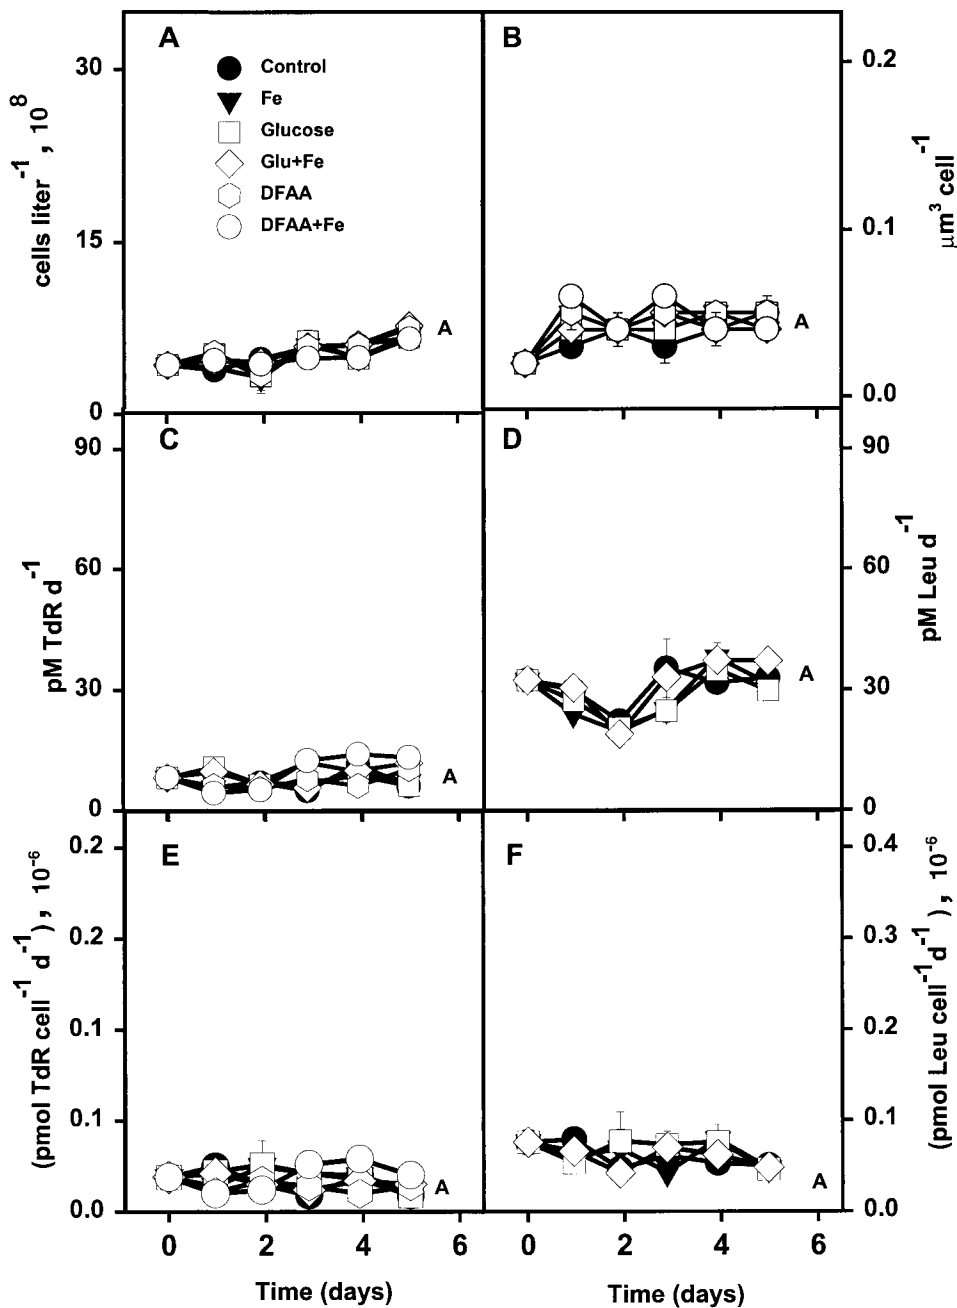 A
30
15
0
cells liter⁻¹, 10⁸
Control
Fe
Glucose
Glu+Fe
DFAA
DFAA+Fe
A
B
0.2
0.1
0.0
μm³ cell⁻¹
A
C
90
60
30
0
pM TdR d⁻¹
A
D
90
60
30
0
pM Leu d⁻¹
A
E
0.2
0.2
0.1
0.1
0.0
(pmol TdR cell⁻¹ d⁻¹), 10⁻⁶
A
F
0.4
0.3
0.2
0.1
0.0
(pmol Leu cell⁻¹d⁻¹), 10⁻⁶
A
0 2 4 6
0 2 4 6
Time (days)
Time (days)